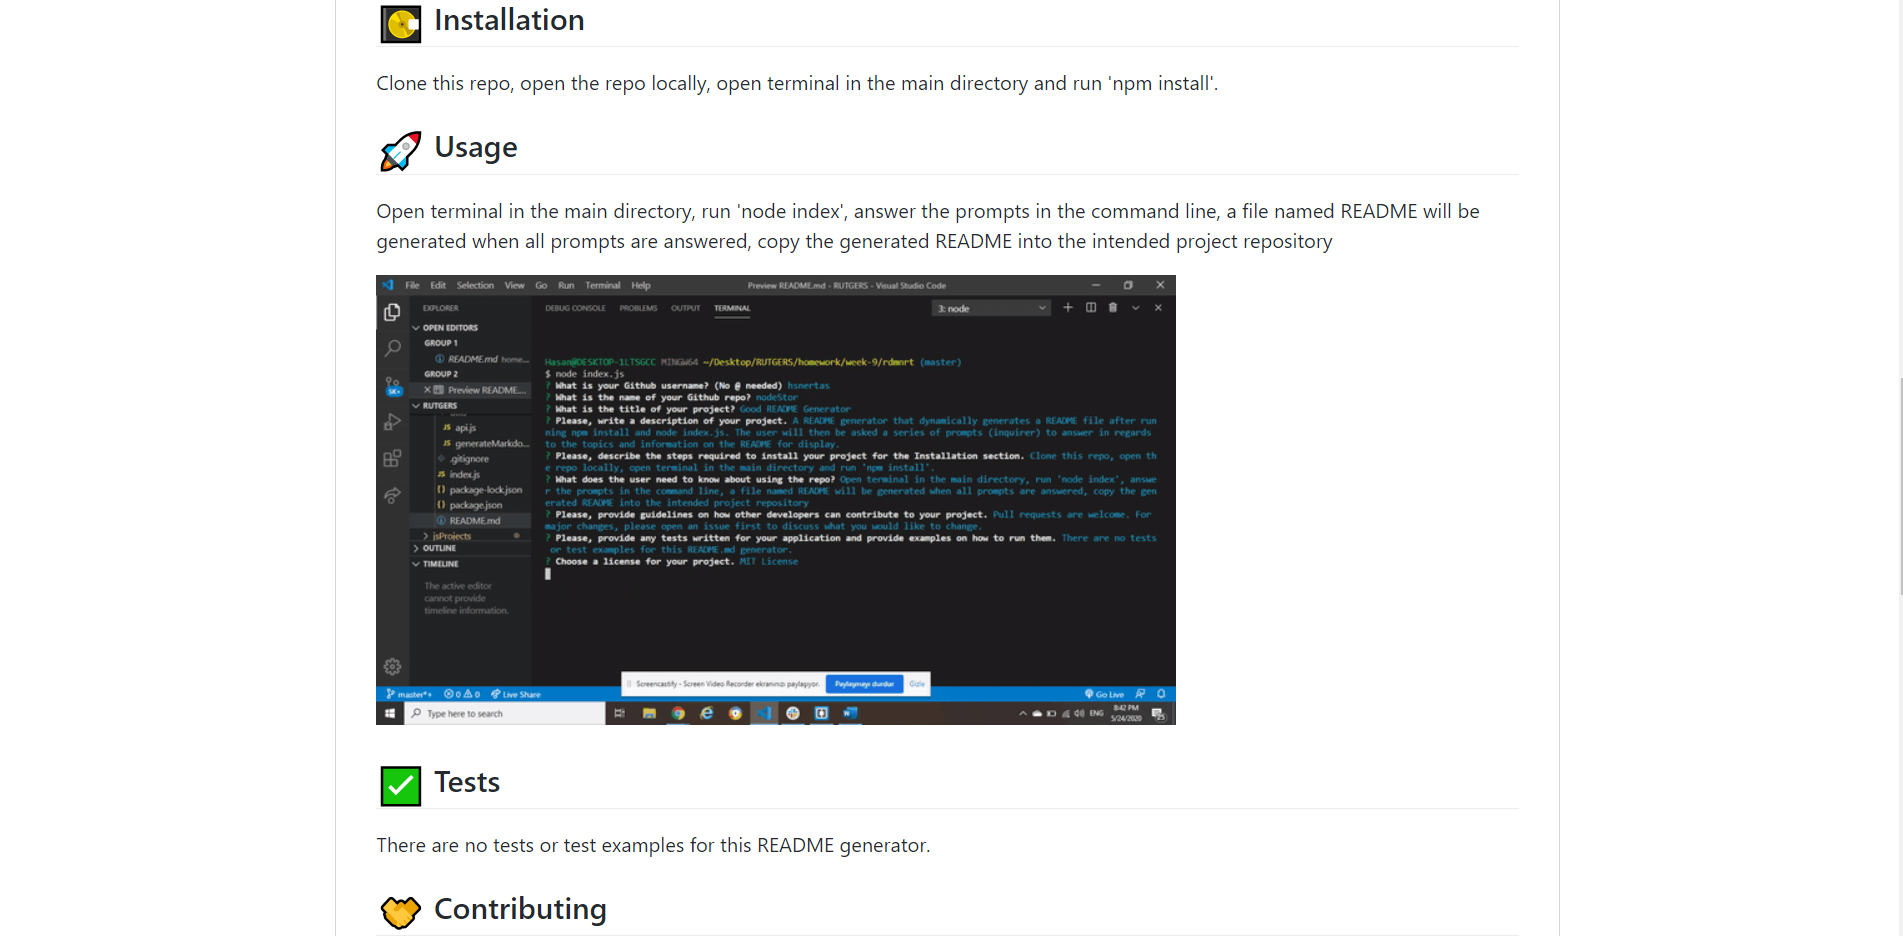 Installation
Clone this repo, open the repo locally, open terminal in the main directory and run 'npm install'.
Usage
Open terminal in the main directory, run 'node index', answer the prompts in the command line, a file named README will be
generated when all prompts are answered, copy the generated README into the intended project repository
File Edit Selection View Go Run Terminal Help
Preview README.md - RUTGERS - Visual Studio Code
EXPLORER
OPEN EDITORS
GROUP 1
README.md home...
GROUP 2
Preview README....
RUTGERS
JS api.js
JS generateMarkdo...
.gitignore
JS index.js
{} package-lock.json
{} package.json
README.md
jsProjects
OUTLINE
TIMELINE
The active editor
cannot provide
timeline information.
DEBUG CONSOLE PROBLEMS OUTPUT TERMINAL
3: node
Hasan@DESKTOP-1LTSGCC MINGW64 ~/Desktop/RUTGERS/homework/week-9/rdmnrt (master)
$ node index.js
? What is your Github username? (No @ needed) hsnertas
? What is the name of your Github repo? nodeStor
? What is the title of your project? Good README Generator
? Please, write a description of your project. A README generator that dynamically generates a README file after run
ning npm install and node index.js. The user will then be asked a series of prompts (inquirer) to answer in regards
to the topics and information on the README for display.
? Please, describe the steps required to install your project for the Installation section. Clone this repo, open th
e repo locally, open terminal in the main directory and run 'npm install'.
? What does the user need to know about using the repo? Open terminal in the main directory, run 'node index', answe
r the prompts in the command line, a file named README will be generated when all prompts are answered, copy the gen
erated README into the intended project repository
? Please, provide guidelines on how other developers can contribute to your project. Pull requests are welcome. For
major changes, please open an issue first to discuss what you would like to change.
? Please, provide any tests written for your application and provide examples on how to run them. There are no tests
or test examples for this README.md generator.
? Choose a license for your project. MIT License
Screencastify - Screen Video Recorder ekranınızı paylaşıyor. Paylaşmayı durdur Gizle
master*+ 0 0 Live Share
Go Live
Type here to search
ENG
8:42 PM
5/24/2020
Tests
There are no tests or test examples for this README generator.
Contributing